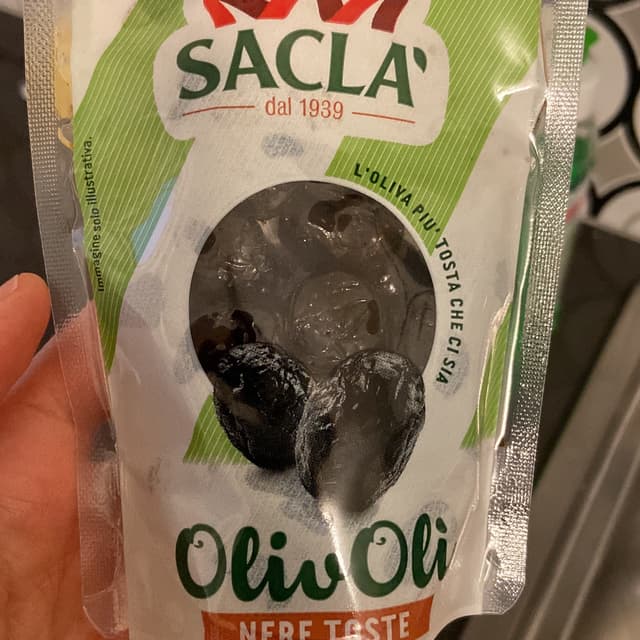 SACLA'
dal 1939
L'OLIVA PIU' TOSTA CHE CI SIA
Immagine solo illustrativa.
OlivOlì
NERE TOSTE